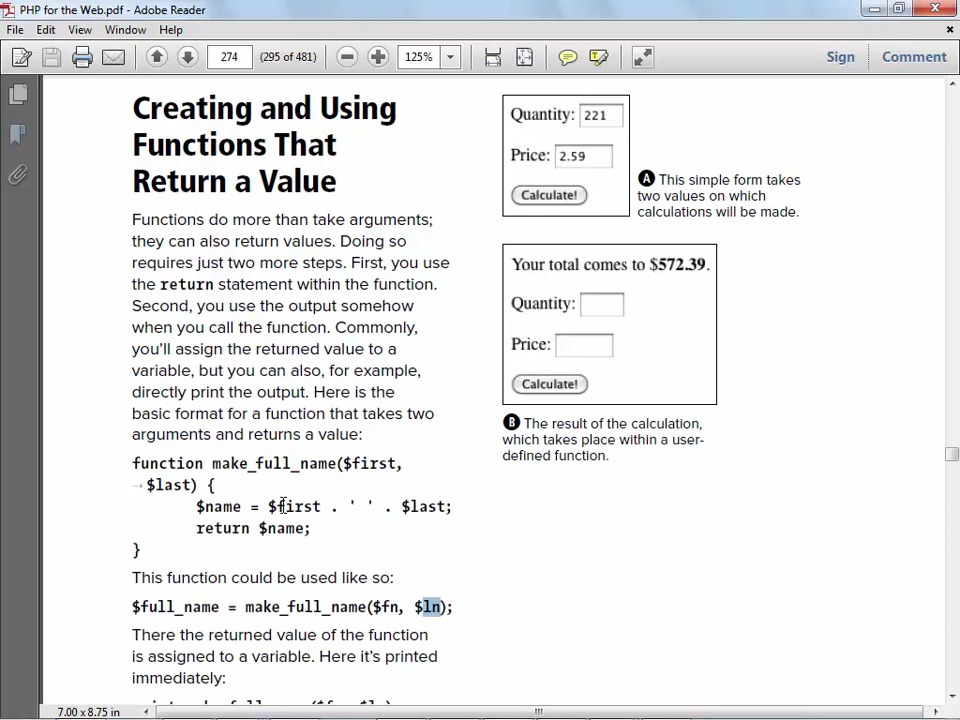 PHP for the Web.pdf - Adobe Reader
File Edit View Window Help
274 (295 of 481) 125% Sign Comment
Creating and Using
Functions That
Return a Value
Functions do more than take arguments;
they can also return values. Doing so
requires just two more steps. First, you use
the return statement within the function.
Second, you use the output somehow
when you call the function. Commonly,
you'll assign the returned value to a
variable, but you can also, for example,
directly print the output. Here is the
basic format for a function that takes two
arguments and returns a value:
function make_full_name($first,
→$last) {
$name = $first . ' ' . $last;
return $name;
}
This function could be used like so:
$full_name = make_full_name($fn, $ln);
There the returned value of the function
is assigned to a variable. Here it's printed
immediately:
Quantity: 221
Price: 2.59
Calculate!
A This simple form takes
two values on which
calculations will be made.
Your total comes to $572.39.
Quantity:
Price:
Calculate!
B The result of the calculation,
which takes place within a user-
defined function.
7.00 x 8.75 in